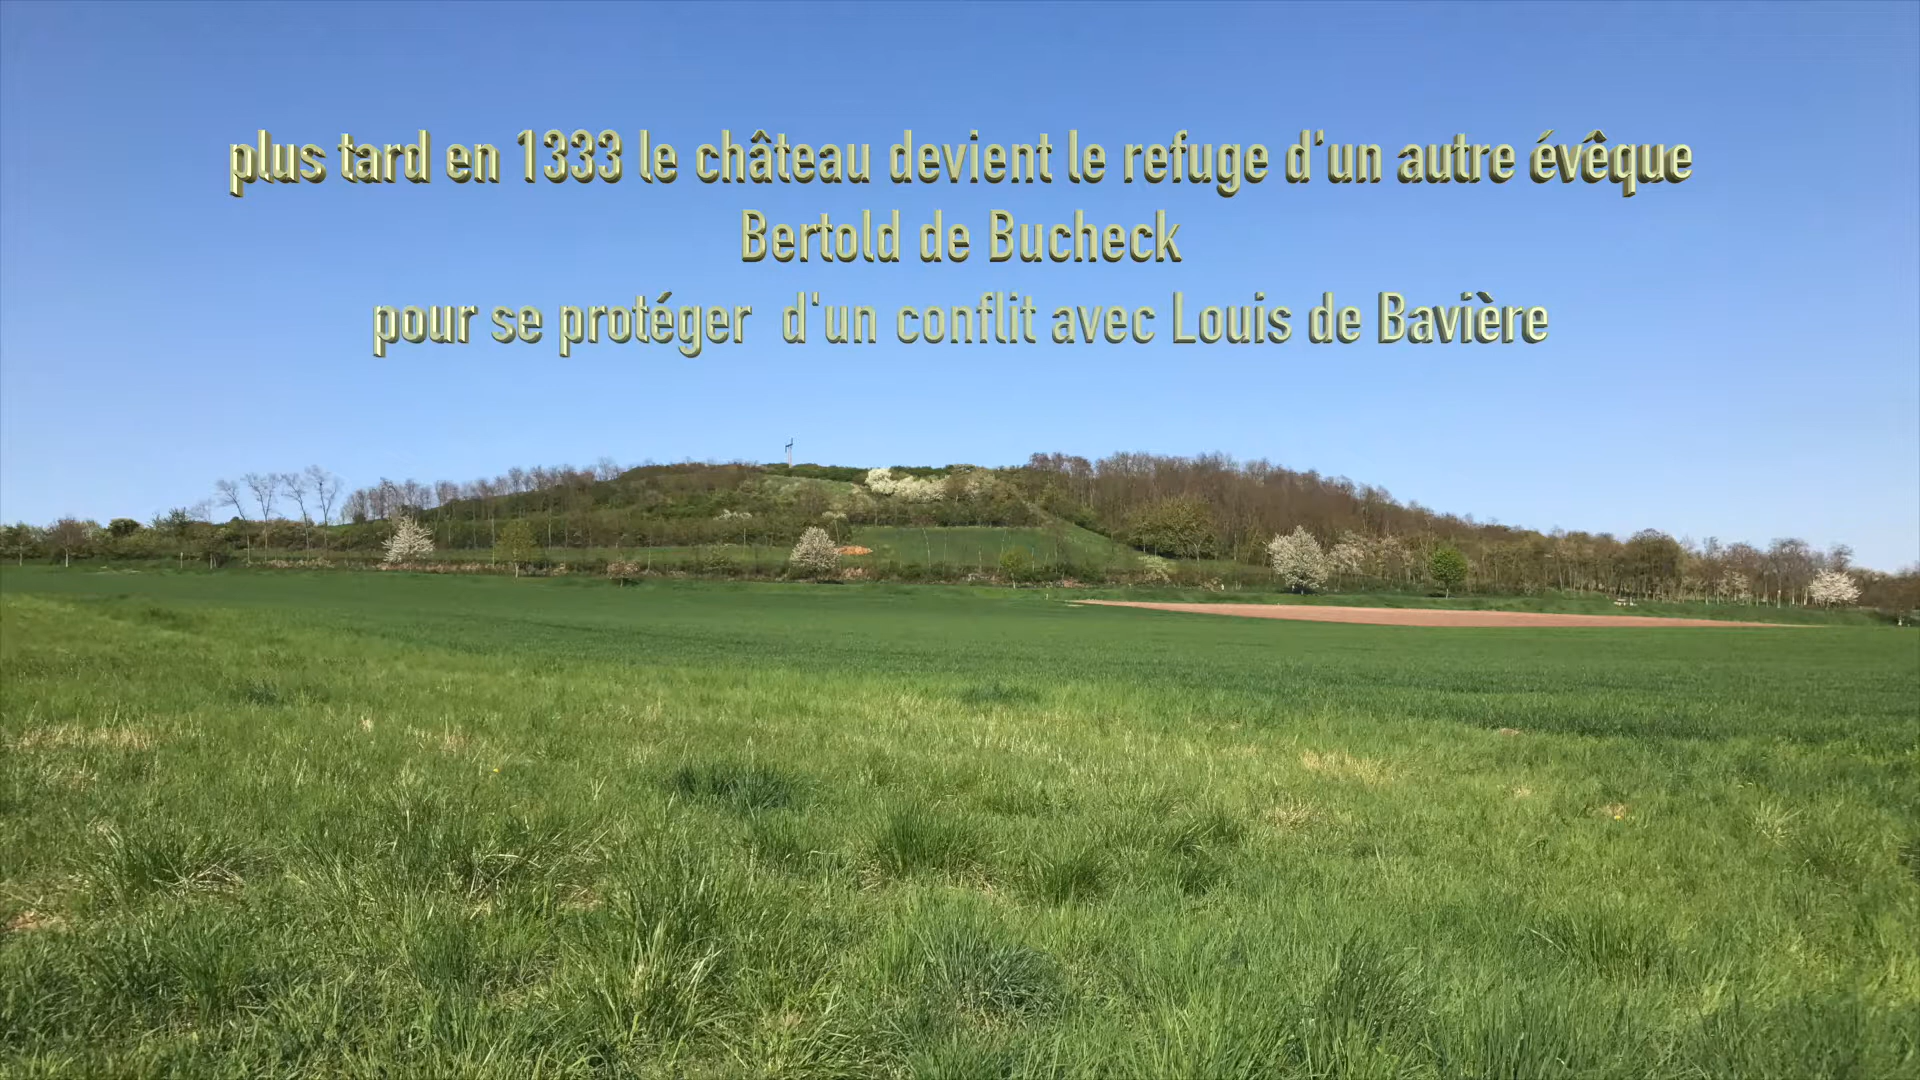 plus tard en 1333 le château devient le refuge d'un autre évêque
Bertold de Bucheck
pour se protéger d'un conflit avec Louis de Bavière